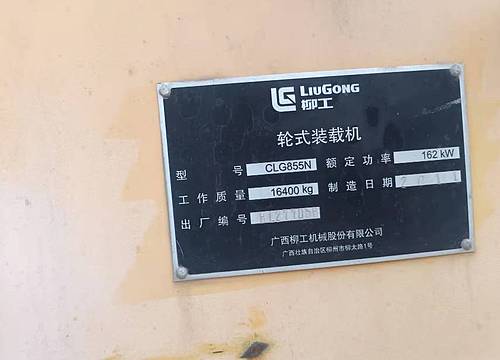 LIUGONG
柳工
轮式装载机
型 号 CLG855N 额定功率 162 kW
工作质量 16400 kg 制造日期 2011
出厂编号
广西柳工机械股份有限公司
广西壮族自治区柳州市柳太路1号